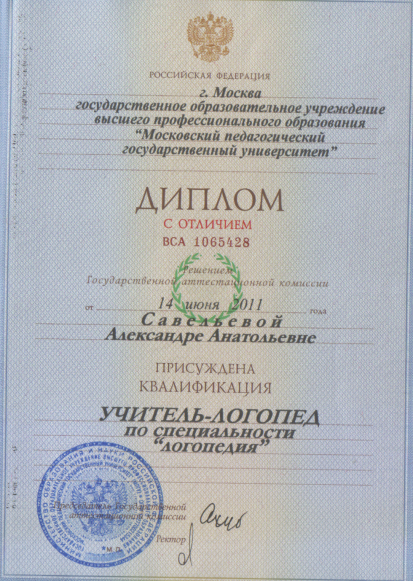 РОССИЙСКАЯ ФЕДЕРАЦИЯ
г. Москва
государственное образовательное учреждение
высшего профессионального образования
"Московский педагогический
государственный университет"
ДИПЛОМ
С ОТЛИЧИЕМ
ВСА 1065428
Решением
Государственной аттестационной комиссии
от 14 июня 2011 года
Савельевой
Александре Анатольевне
ПРИСУЖДЕНА
КВАЛИФИКАЦИЯ
УЧИТЕЛЬ-ЛОГОПЕД
по специальности
"логопедия"
Председатель Государственной
аттестационной комиссии
Ректор
М.П.